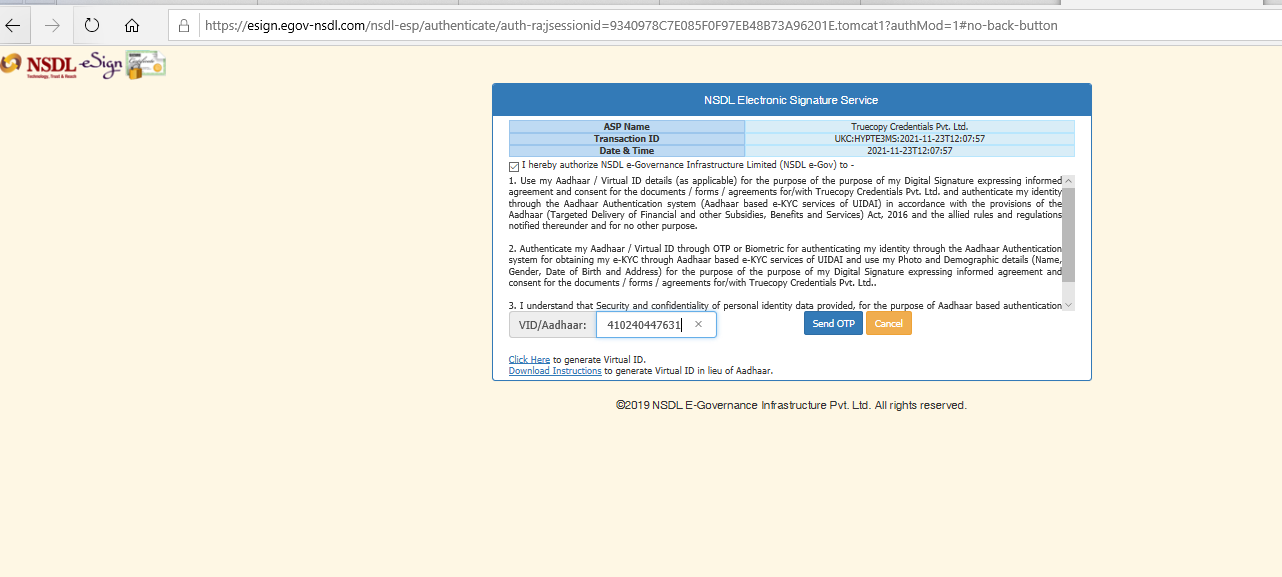 https://esign.egov-nsdl.com/nsdl-esp/authenticate/auth-ra;jsessionid=9340978C7E085F0F97EB48B73A96201E.tomcat1?authMod=1#no-back-button
NSDL eSign
Technology, Trust & Reach
NSDL Electronic Signature Service
ASP Name Truecopy Credentials Pvt. Ltd.
Transaction ID UKC:HYPTE3MS:2021-11-23T12:07:57
Date & Time 2021-11-23T12:07:57
I hereby authorize NSDL e-Governance Infrastructure Limited (NSDL e-Gov) to -
1. Use my Aadhaar / Virtual ID details (as applicable) for the purpose of the purpose of my Digital Signature expressing informed
agreement and consent for the documents / forms / agreements for/with Truecopy Credentials Pvt. Ltd. and authenticate my identity
through the Aadhaar Authentication system (Aadhaar based e-KYC services of UIDAI) in accordance with the provisions of the
Aadhaar (Targeted Delivery of Financial and other Subsidies, Benefits and Services) Act, 2016 and the allied rules and regulations
notified thereunder and for no other purpose.
2. Authenticate my Aadhaar / Virtual ID through OTP or Biometric for authenticating my identity through the Aadhaar Authentication
system for obtaining my e-KYC through Aadhaar based e-KYC services of UIDAI and use my Photo and Demographic details (Name,
Gender, Date of Birth and Address) for the purpose of the purpose of my Digital Signature expressing informed agreement and
consent for the documents / forms / agreements for/with Truecopy Credentials Pvt. Ltd..
3. I understand that Security and confidentiality of personal identity data provided, for the purpose of Aadhaar based authentication
VID/Aadhaar: 410240447631 Send OTP Cancel
Click Here to generate Virtual ID.
Download Instructions to generate Virtual ID in lieu of Aadhaar.
©2019 NSDL E-Governance Infrastructure Pvt. Ltd. All rights reserved.